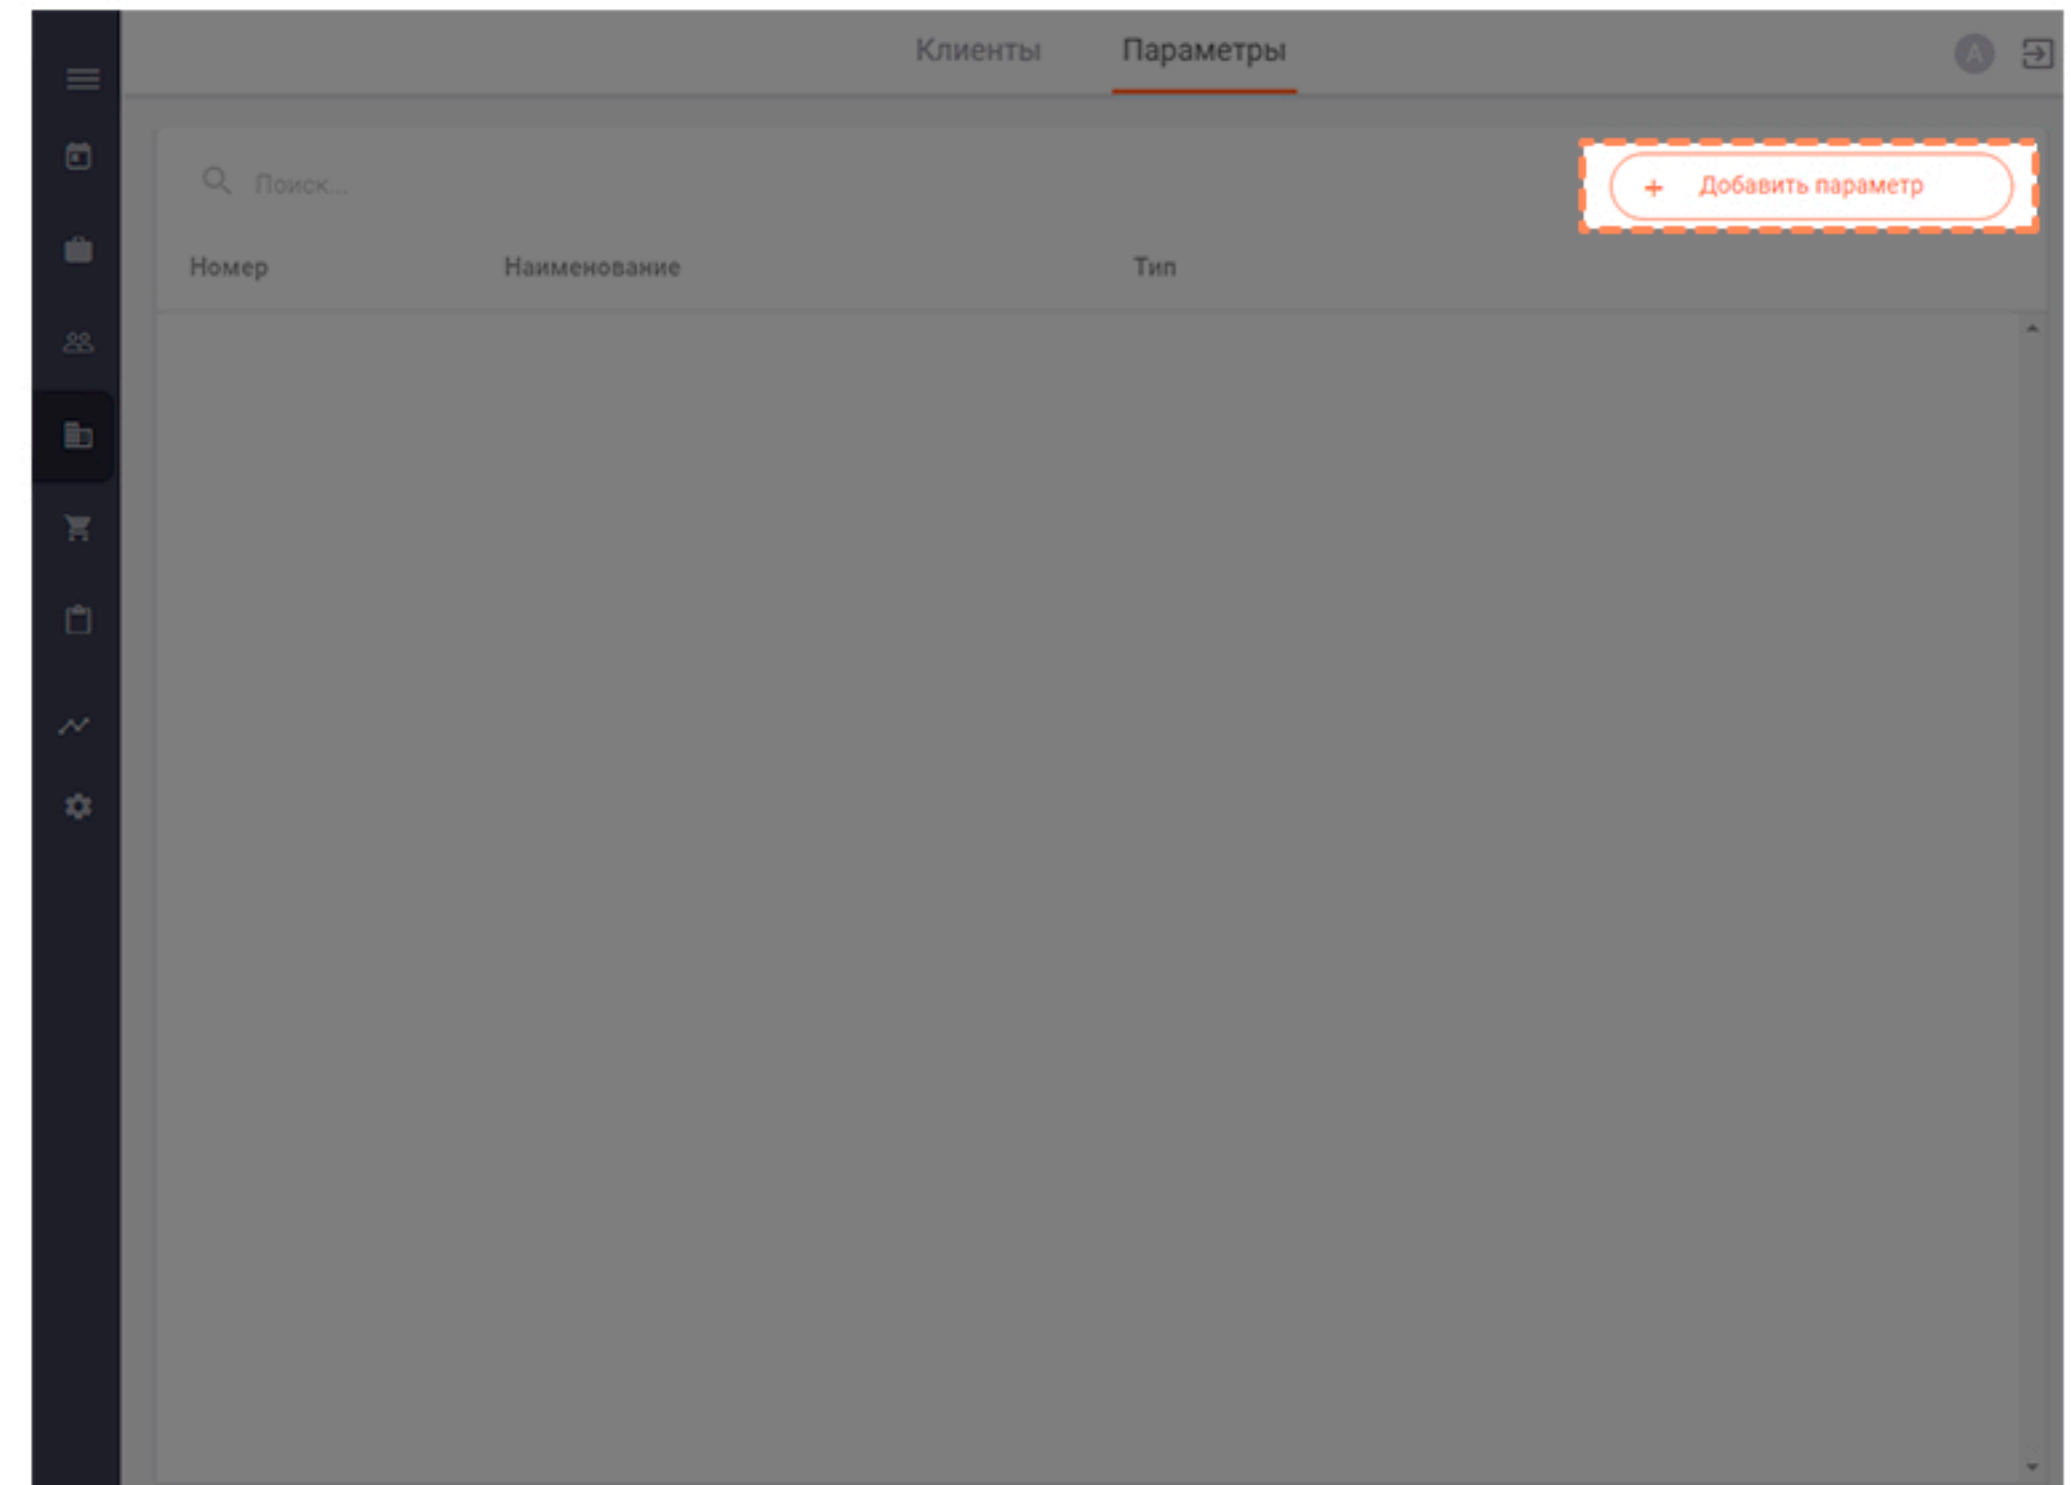 Клиенты Параметры A
Поиск...
+ Добавить параметр
Номер Наименование Тип